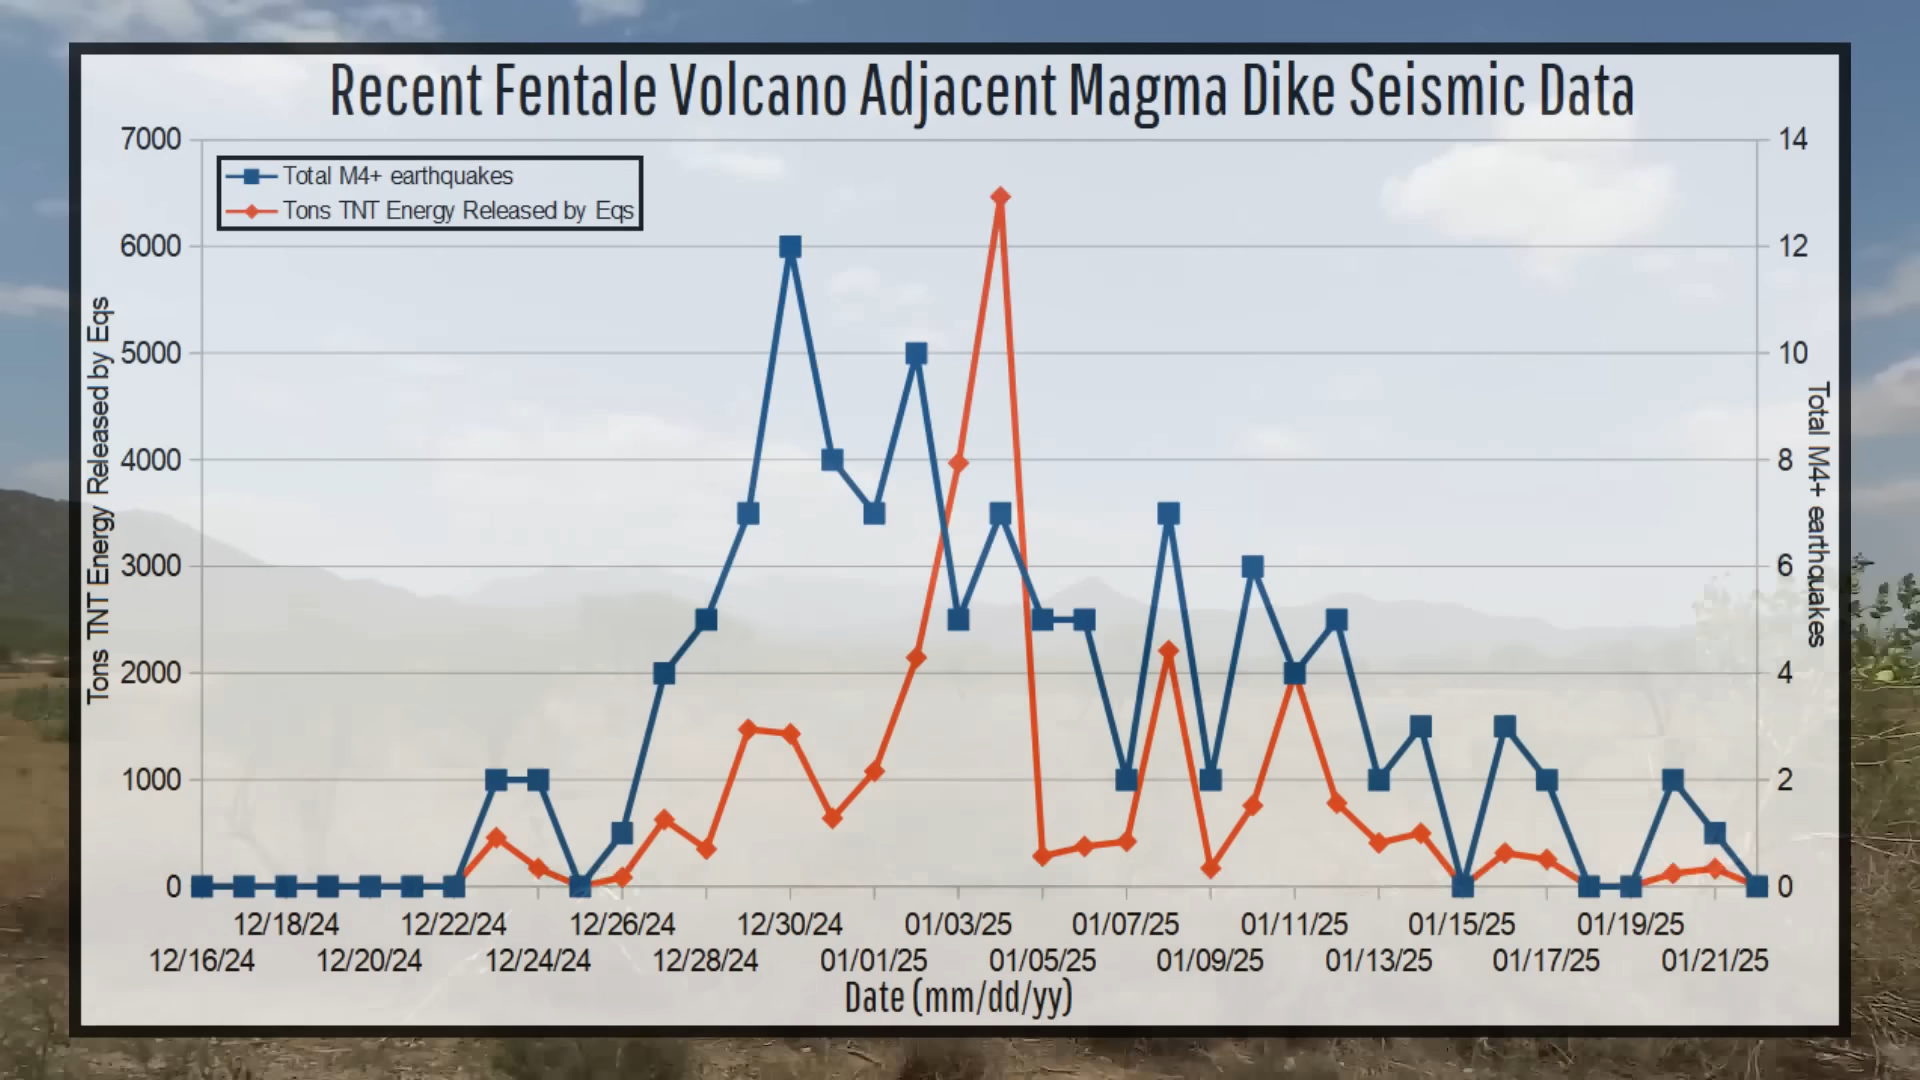 Recent Fentale Volcano Adjacent Magma Dike Seismic Data
7000
14
Total M4+ earthquakes
Tons TNT Energy Released by Eqs
6000
12
5000
10
4000
8
3000
6
2000
4
1000
2
0
0
Tons TNT Energy Released by Eqs
Total M4+ earthquakes
12/18/24 12/22/24 12/26/24 12/30/24 01/03/25 01/07/25 01/11/25 01/15/25 01/19/25
12/16/24 12/20/24 12/24/24 12/28/24 01/01/25 01/05/25 01/09/25 01/13/25 01/17/25 01/21/25
Date (mm/dd/yy)